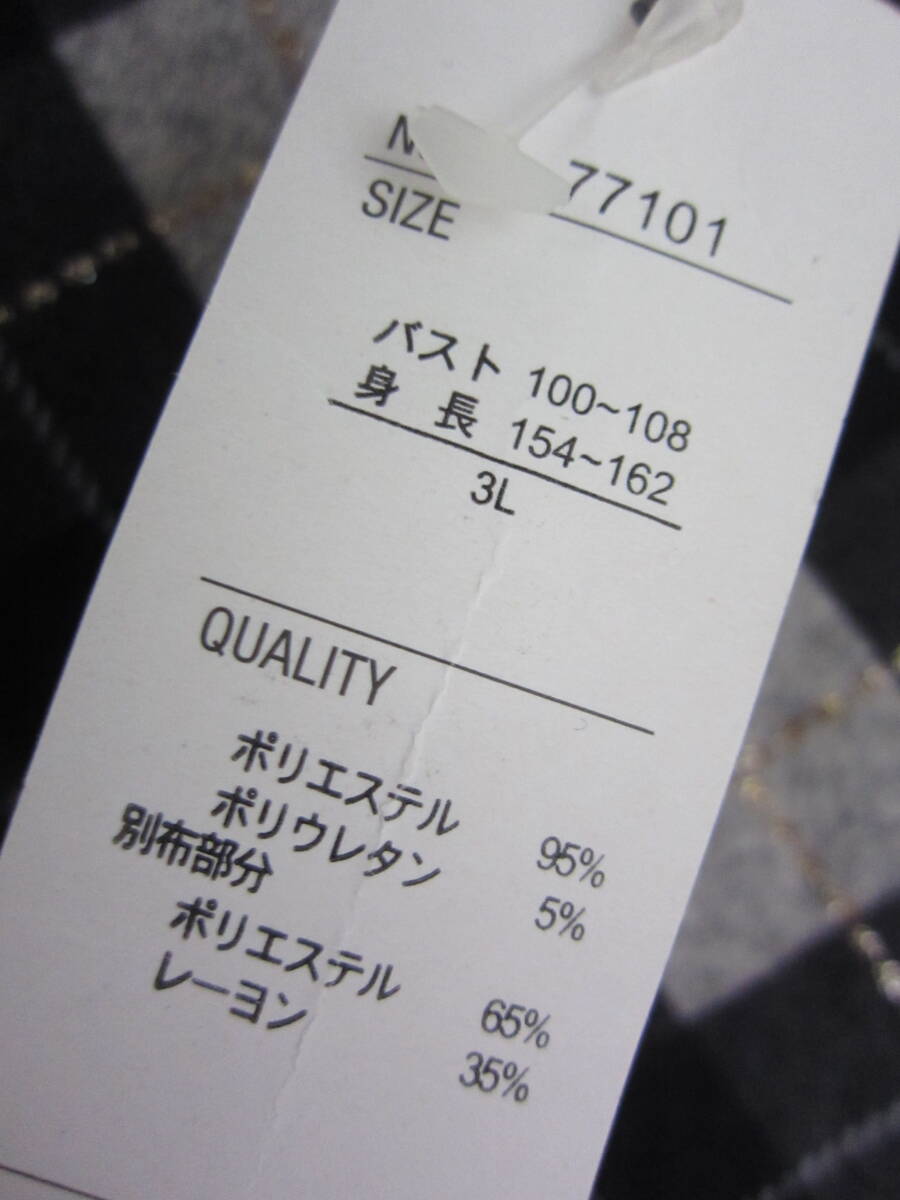 77101
SIZE
バスト 100~108
身 長 154~162
3L
QUALITY
ポリエステル 95%
ポリウレタン 5%
別布部分
ポリエステル 65%
レーヨン 35%